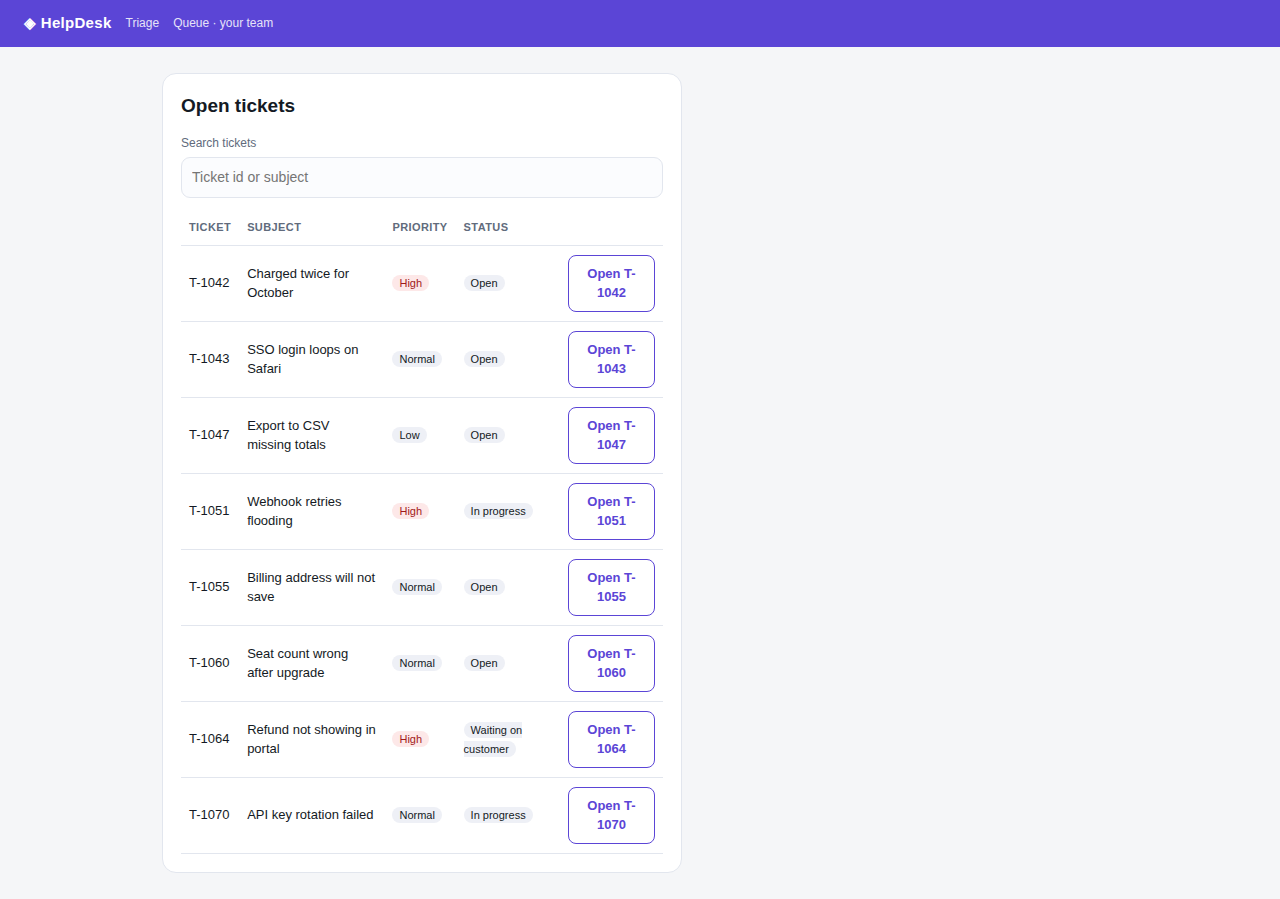 ◈ HelpDesk Triage Queue · your team
Open tickets
Search tickets
Ticket id or subject
TICKET SUBJECT PRIORITY STATUS
T-1042 Charged twice for October High Open Open T-1042
T-1043 SSO login loops on Safari Normal Open Open T-1043
T-1047 Export to CSV missing totals Low Open Open T-1047
T-1051 Webhook retries flooding High In progress Open T-1051
T-1055 Billing address will not save Normal Open Open T-1055
T-1060 Seat count wrong after upgrade Normal Open Open T-1060
T-1064 Refund not showing in portal High Waiting on customer Open T-1064
T-1070 API key rotation failed Normal In progress Open T-1070